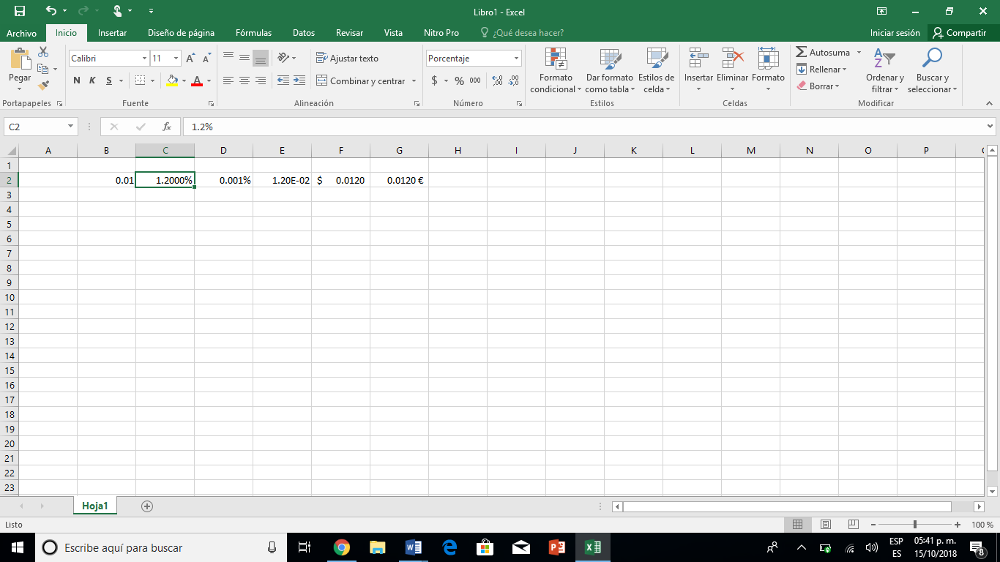 Libro1 - Excel
Archivo Inicio Insertar Diseño de página Fórmulas Datos Revisar Vista Nitro Pro ¿Qué desea hacer? Iniciar sesión Compartir
Pegar
Portapapeles
Calibri 11
N K S
Fuente
Ajustar texto
Combinar y centrar
Alineación
Porcentaje
$ % 000
Número
Formato condicional
Dar formato como tabla
Estilos de celda
Estilos
Insertar Eliminar Formato
Celdas
Autosuma
Rellenar
Borrar
Ordenar y filtrar
Buscar y seleccionar
Modificar
C2 fx 1.2%
A B C D E F G H I J K L M N O P
1
2 0.01 1.2000% 0.001% 1.20E-02 $ 0.0120 0.0120 €
3
4
5
6
7
8
9
10
11
12
13
14
15
16
17
18
19
20
21
22
23
Hoja1
Listo 100 %
Escribe aquí para buscar
ESP 05:41 p. m.
ES 15/10/2018 8